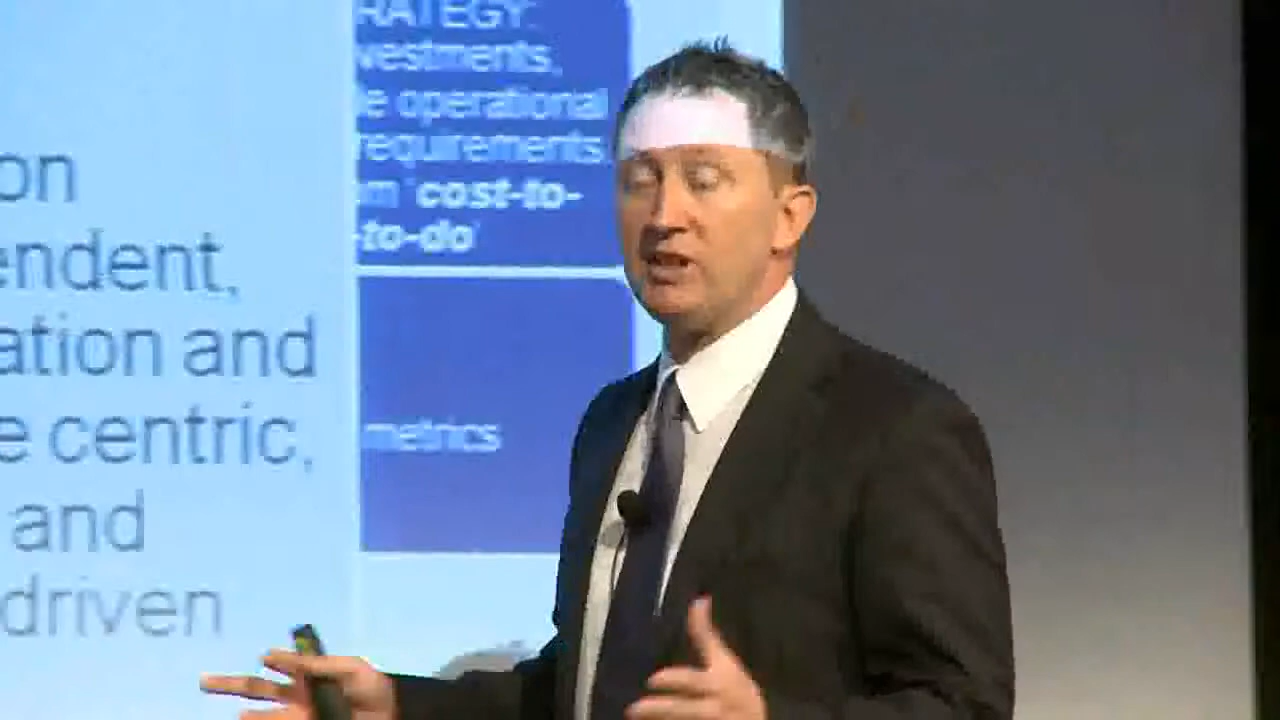 on
endent,
ation and
e centric,
and
driven
RATEGY:
vestments,
e operational
requirements.
m 'cost-to-
-to-do'
metrics